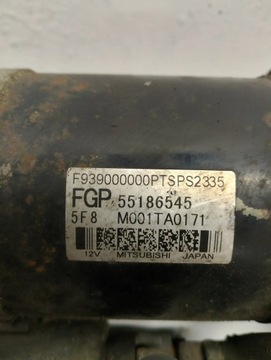 F939000000PTSPS2335
FGP 55186545
5F8 M001TA0171
12V MITSUBISHI JAPAN